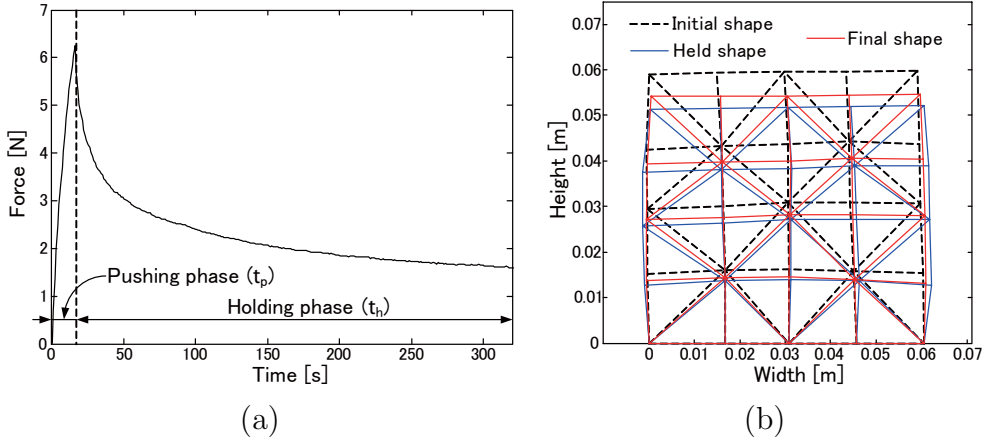 7
6
5
4
3
2
1
0
Force [N]
Pushing phase (tp)
Holding phase (th)
0 50 100 150 200 250 300
Time [s]
(a)
Initial shape
Held shape
Final shape
0.07
0.06
0.05
0.04
0.03
0.02
0.01
0
Height [m]
0 0.01 0.02 0.03 0.04 0.05 0.06 0.07
Width [m]
(b)